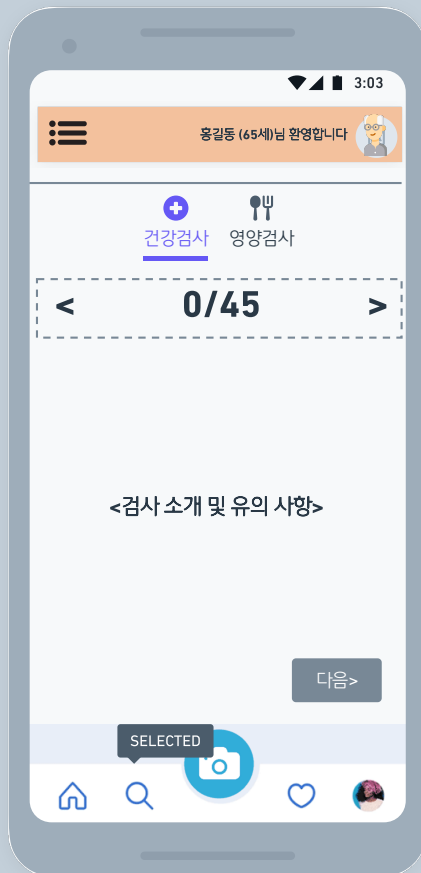 3:03
홍길동 (65세)님 환영합니다
건강검사 영양검사
< 0/45 >
<검사 소개 및 유의 사항>
다음>
SELECTED